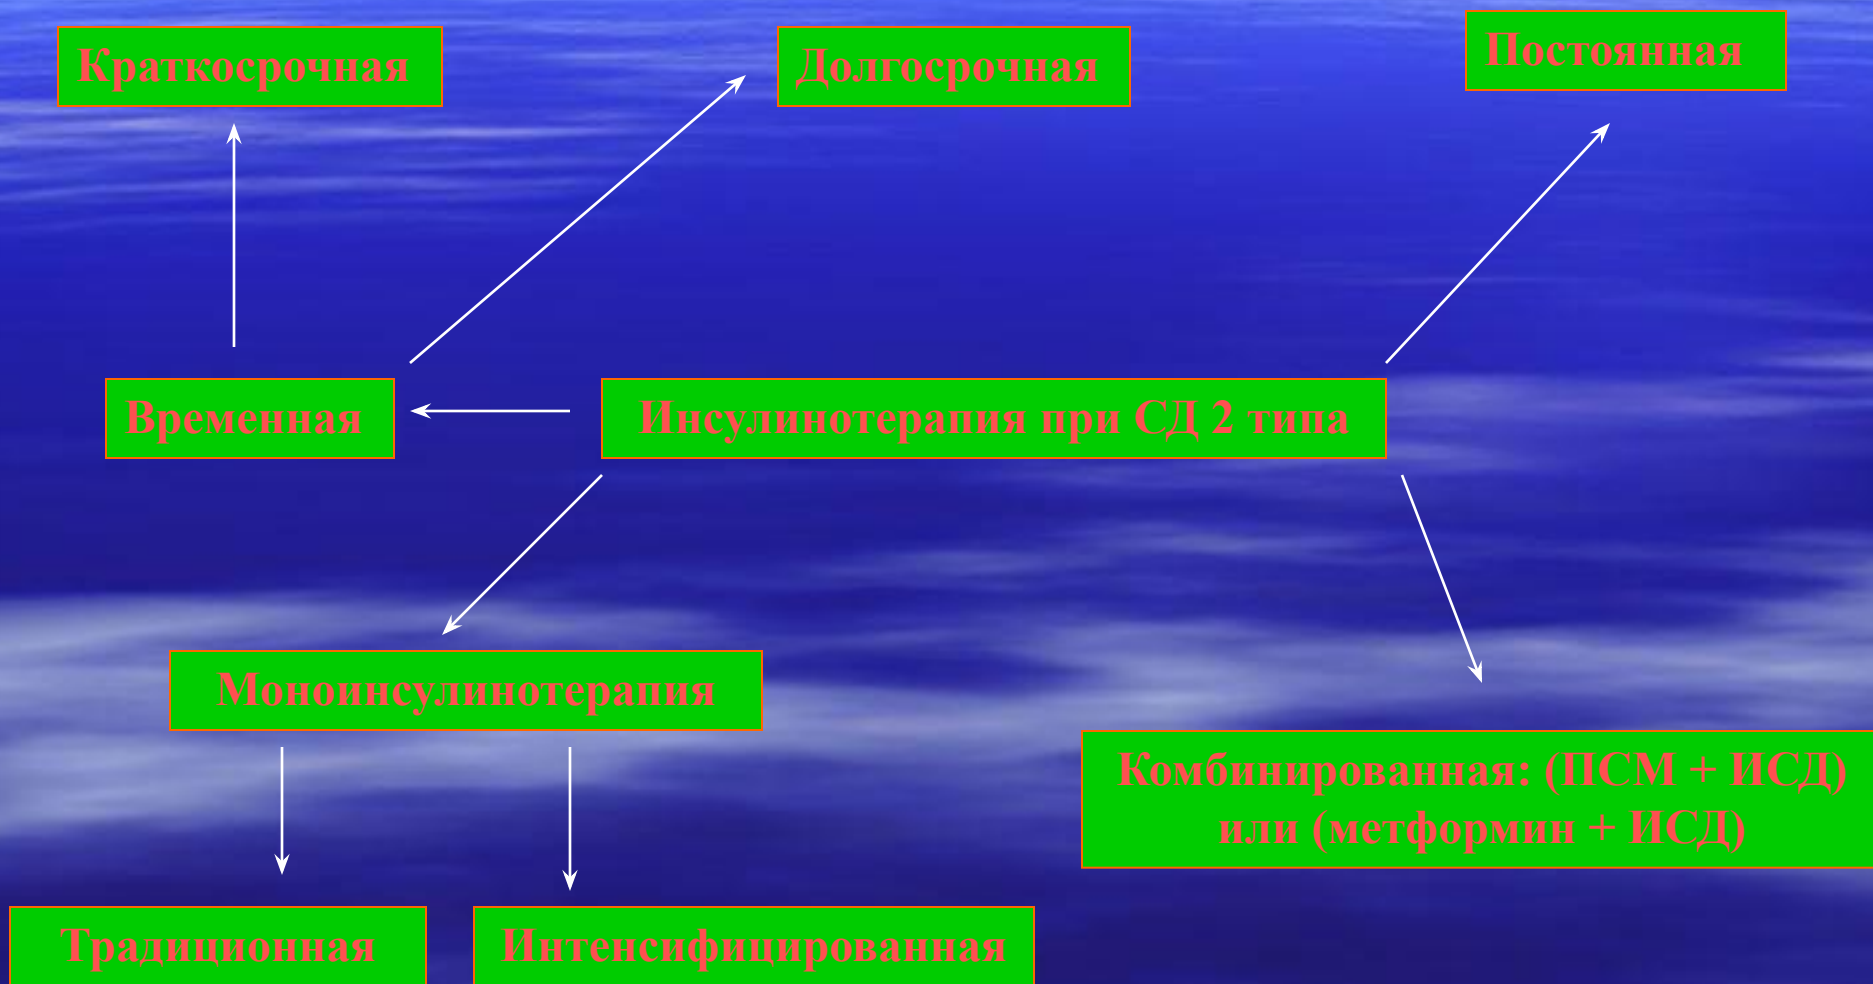 Краткосрочная
Долгосрочная
Постоянная
Временная
Инсулинотерапия при СД 2 типа
Моноинсулинотерапия
Комбинированная: (ПСМ + ИСД)
или (метформин + ИСД)
Традиционная
Интенсифицированная